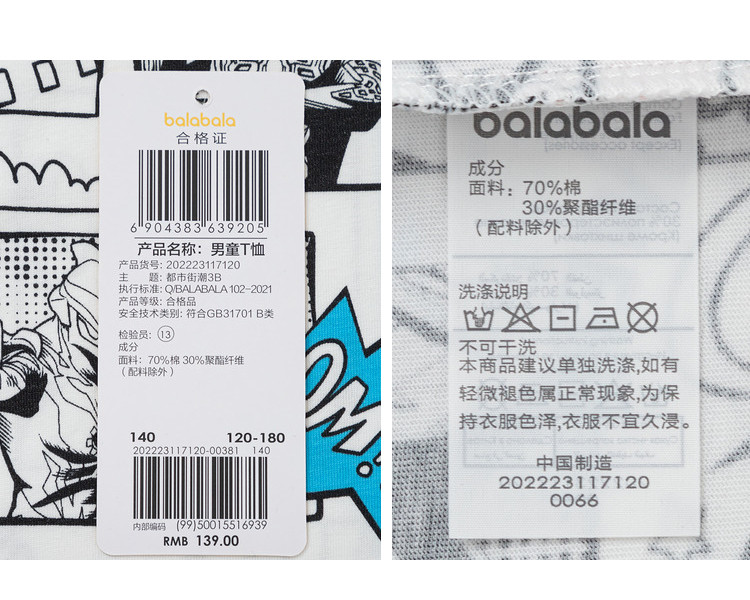 balabala
合格证
6 904383 639205
产品名称：男童T恤
产品货号：202223117120
主　　题：都市街潮3B
执行标准：Q/BALABALA 102-2021
产品等级：合格品
安全技术类别：符合GB31701 B类
检验员：⑬
成分
面料：70%棉 30%聚酯纤维
（配料除外）
140 120-180
202223117120-00381 140
内部编码 (99)50015516939
RMB 139.00
OM!
balabala
成分
面料：70%棉
30%聚酯纤维
（配料除外）
洗涤说明
不可干洗
本商品建议单独洗涤,如有
轻微褪色属正常现象,为保
持衣服色泽,衣服不宜久浸。
中国制造
202223117120
0066